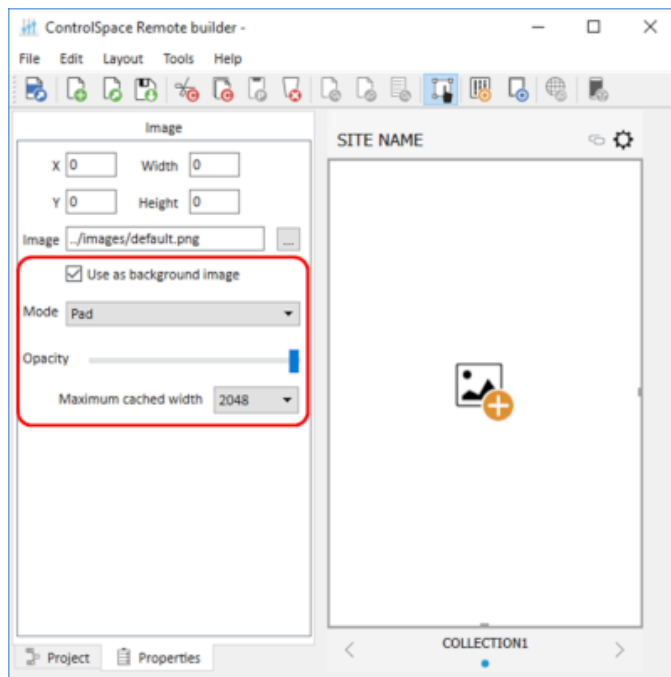 ControlSpace Remote builder -
File Edit Layout Tools Help
Image
X 0 Width 0
Y 0 Height 0
Image ../images/default.png ...
Use as background image
Mode Pad
Opacity
Maximum cached width 2048
Project Properties
SITE NAME
COLLECTION1